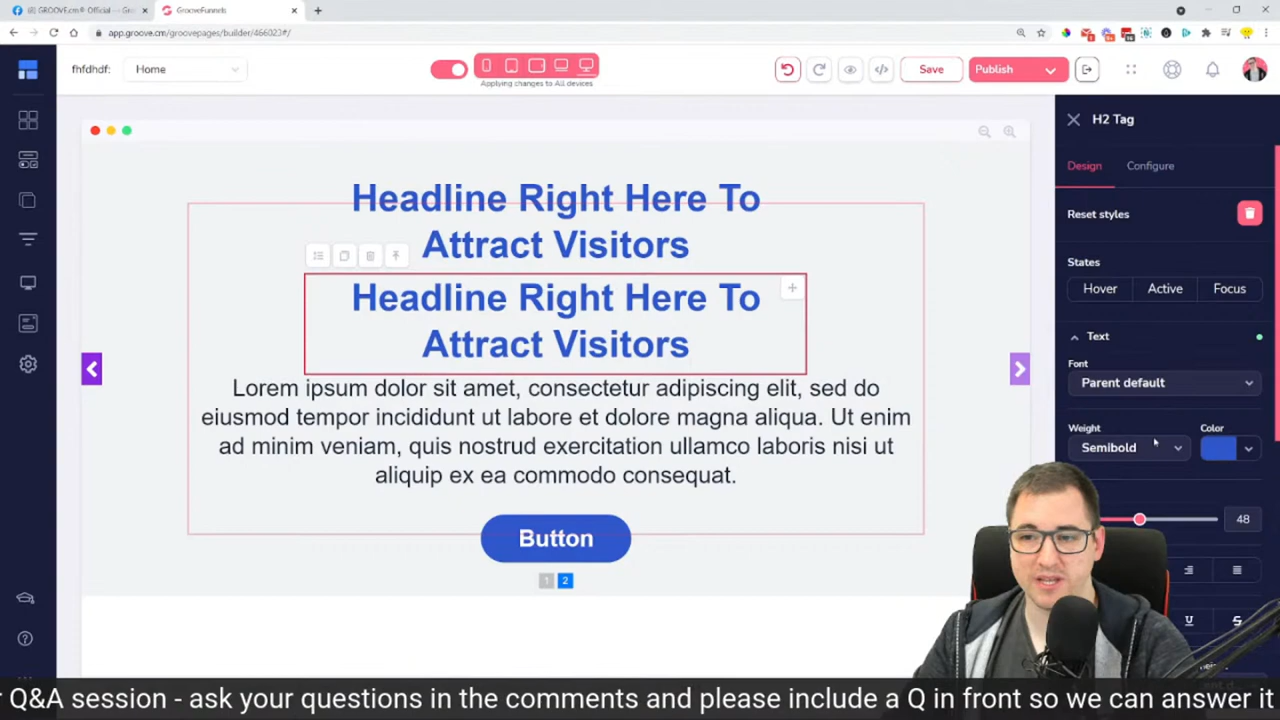 GROOVE.cm® Official — Gro
GrooveFunnels
app.groove.cm/groovepages/builder/466023#/
fhfdhdf:
Home
Applying changes to All devices
Save
Publish
H2 Tag
Design
Configure
Reset styles
States
Hover
Active
Focus
Text
Font
Parent default
Weight
Color
Semibold
48
Headline Right Here To
Attract Visitors
Headline Right Here To
Attract Visitors
Lorem ipsum dolor sit amet, consectetur adipiscing elit, sed do
eiusmod tempor incididunt ut labore et dolore magna aliqua. Ut enim
ad minim veniam, quis nostrud exercitation ullamco laboris nisi ut
aliquip ex ea commodo consequat.
Button
1
2
r Q&A session - ask your questions in the comments and please include a Q in front so we can answer it